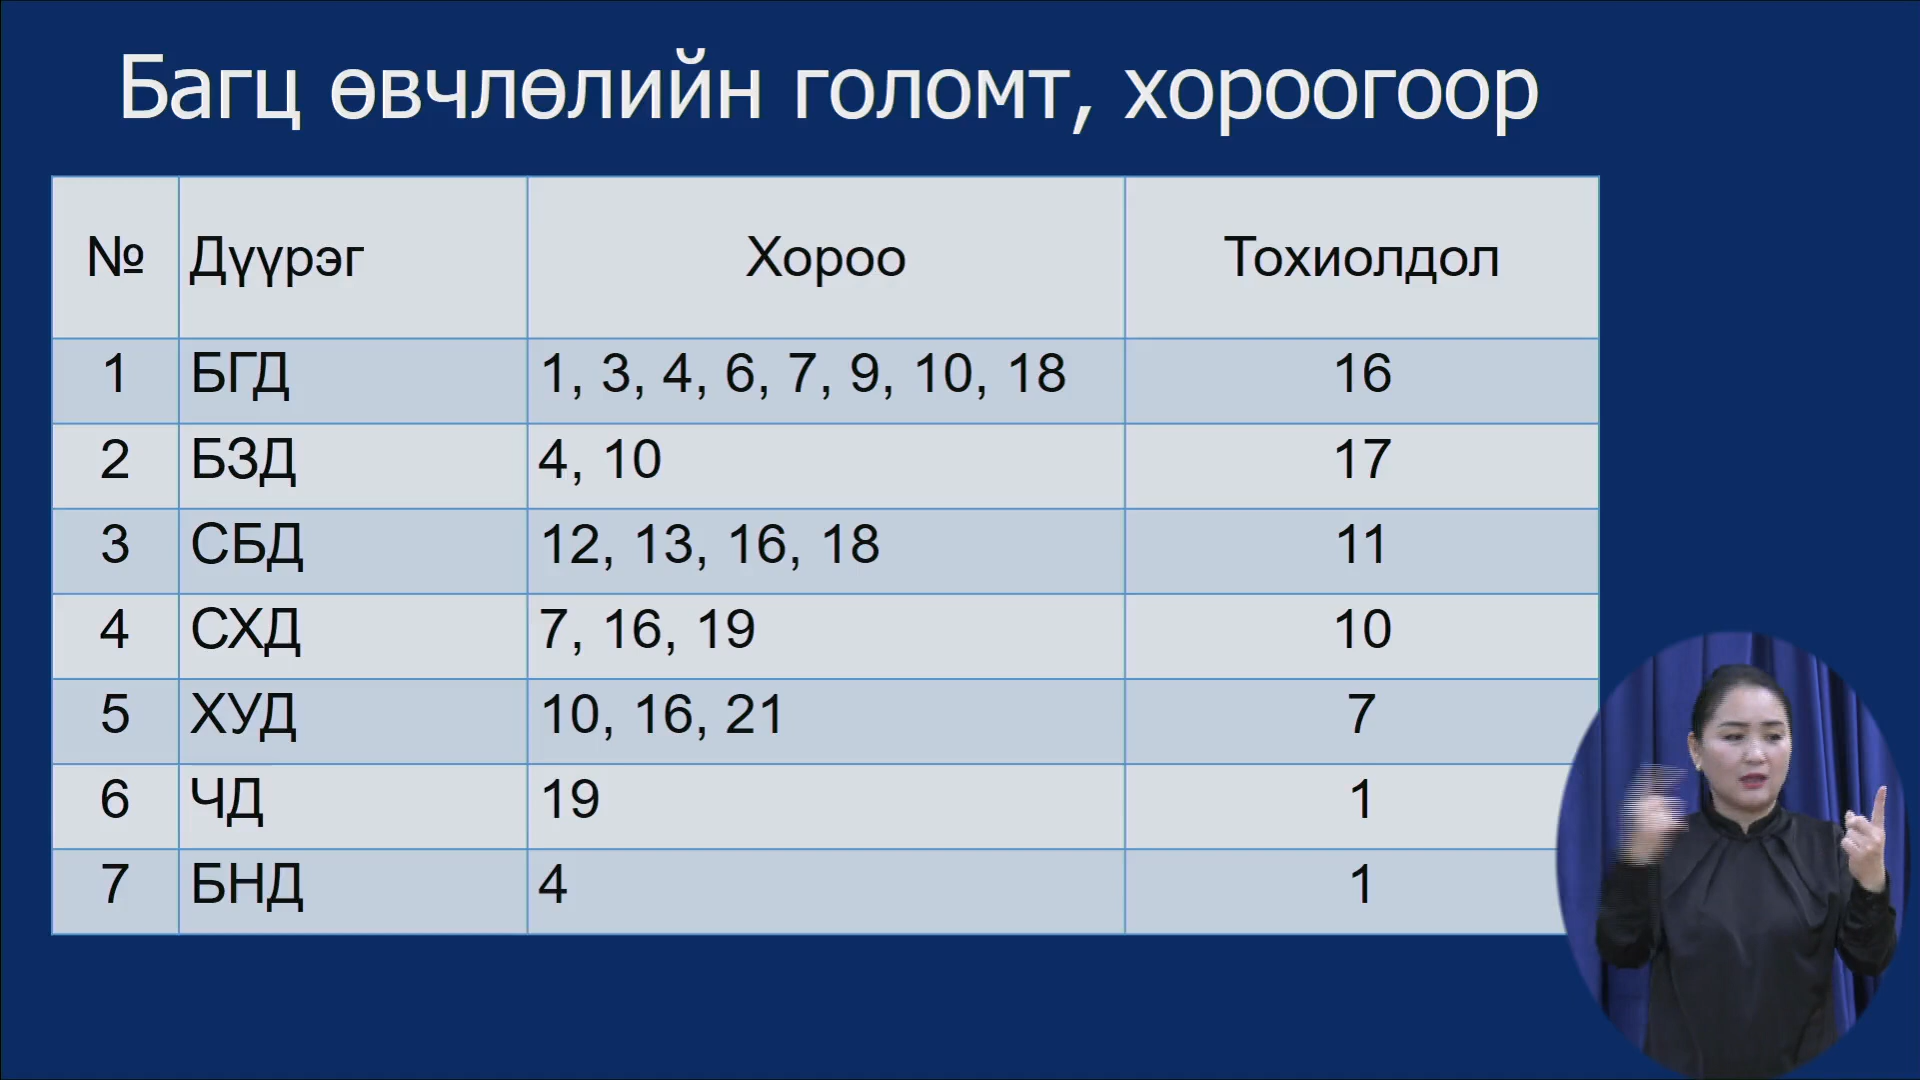 Багц өвчлөлийн голомт, хороогоор
№ Дүүрэг Хороо Тохиолдол
1 БГД 1, 3, 4, 6, 7, 9, 10, 18 16
2 БЗД 4, 10 17
3 СБД 12, 13, 16, 18 11
4 СХД 7, 16, 19 10
5 ХУД 10, 16, 21 7
6 ЧД 19 1
7 БНД 4 1